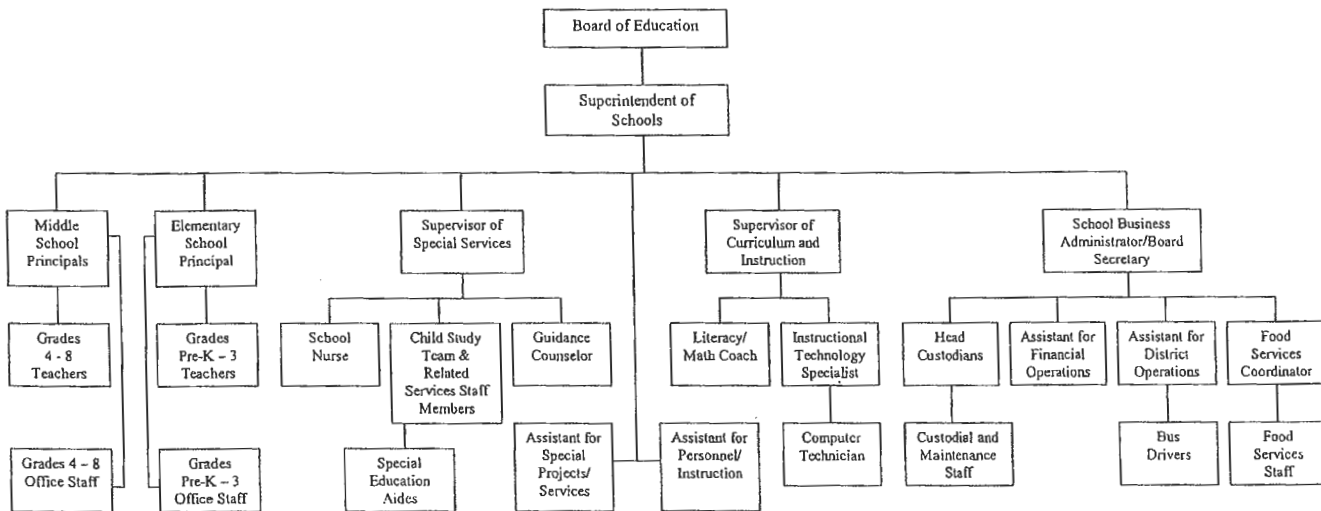 Board of Education
Superintendent of
Schools
Middle
School
Principals
Elementary
School
Principal
Supervisor of
Special Services
Supervisor of
Curriculum and
Instruction
School Business
Administrator/Board
Secretary
Grades
4 - 8
Teachers
Grades
Pre-K – 3
Teachers
School
Nurse
Child Study
Team &
Related
Services Staff
Members
Guidance
Counselor
Literacy/
Math Coach
Instructional
Technology
Specialist
Head
Custodians
Assistant for
Financial
Operations
Assistant for
District
Operations
Food
Services
Coordinator
Grades 4 – 8
Office Staff
Grades
Pre-K – 3
Office Staff
Special
Education
Aides
Assistant for
Special
Projects/
Services
Assistant for
Personnel/
Instruction
Computer
Technician
Custodial and
Maintenance
Staff
Bus
Drivers
Food
Services
Staff